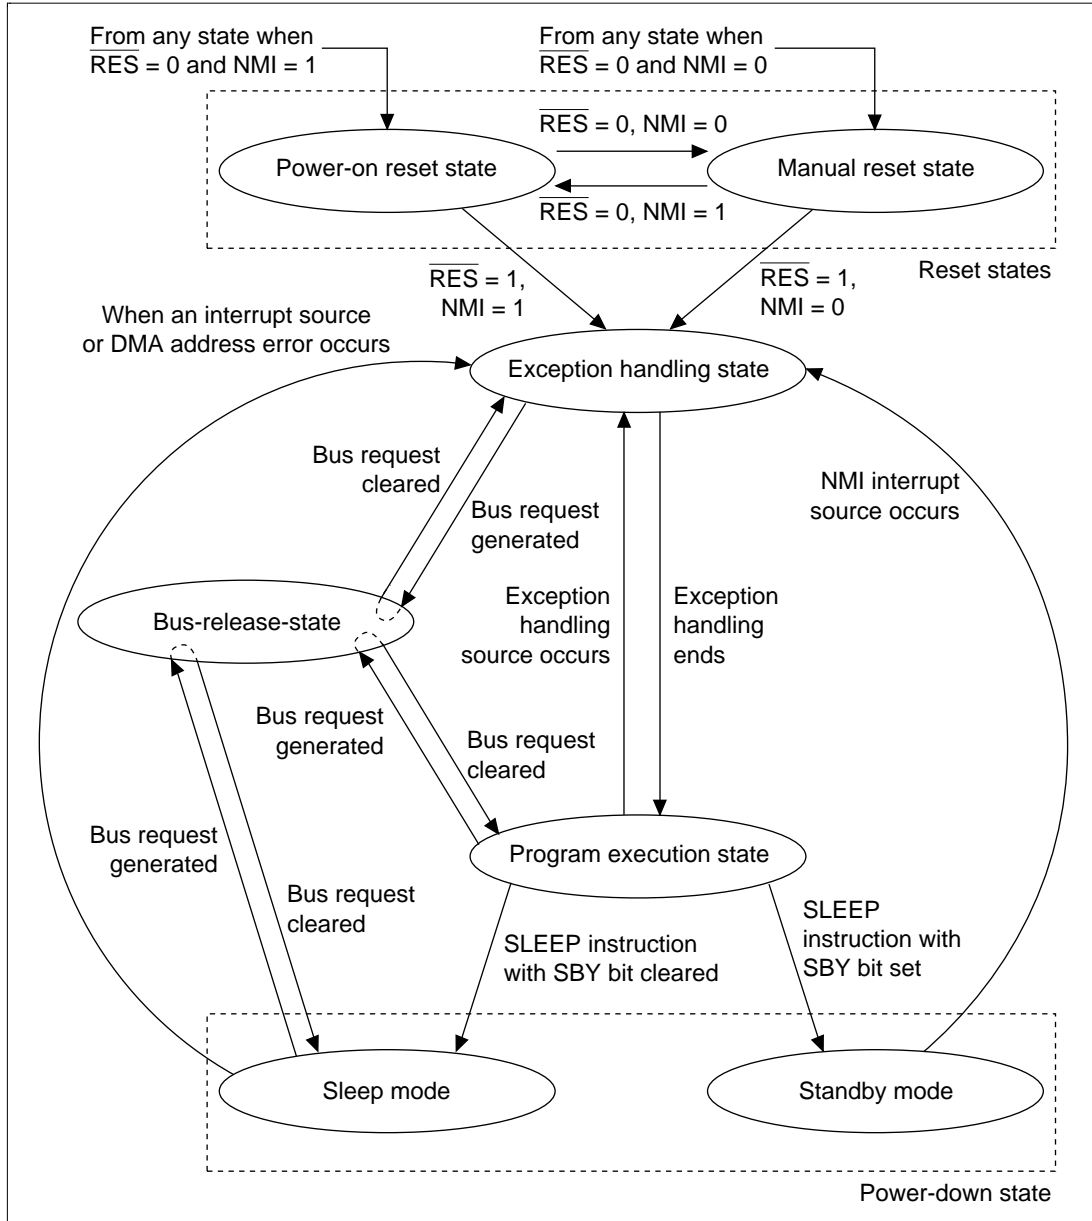 From any state when
RES = 0 and NMI = 1
From any state when
RES = 0 and NMI = 0
RES = 0, NMI = 0
Power-on reset state
Manual reset state
RES = 0, NMI = 1
Reset states
RES = 1,
NMI = 1
RES = 1,
NMI = 0
When an interrupt source
or DMA address error occurs
Exception handling state
Bus request
cleared
Bus request
generated
NMI interrupt
source occurs
Exception
handling
source occurs
Exception
handling
ends
Bus-release-state
Bus request
generated
Bus request
cleared
Bus request
generated
Bus request
cleared
Program execution state
SLEEP instruction
with SBY bit cleared
SLEEP
instruction with
SBY bit set
Sleep mode
Standby mode
Power-down state